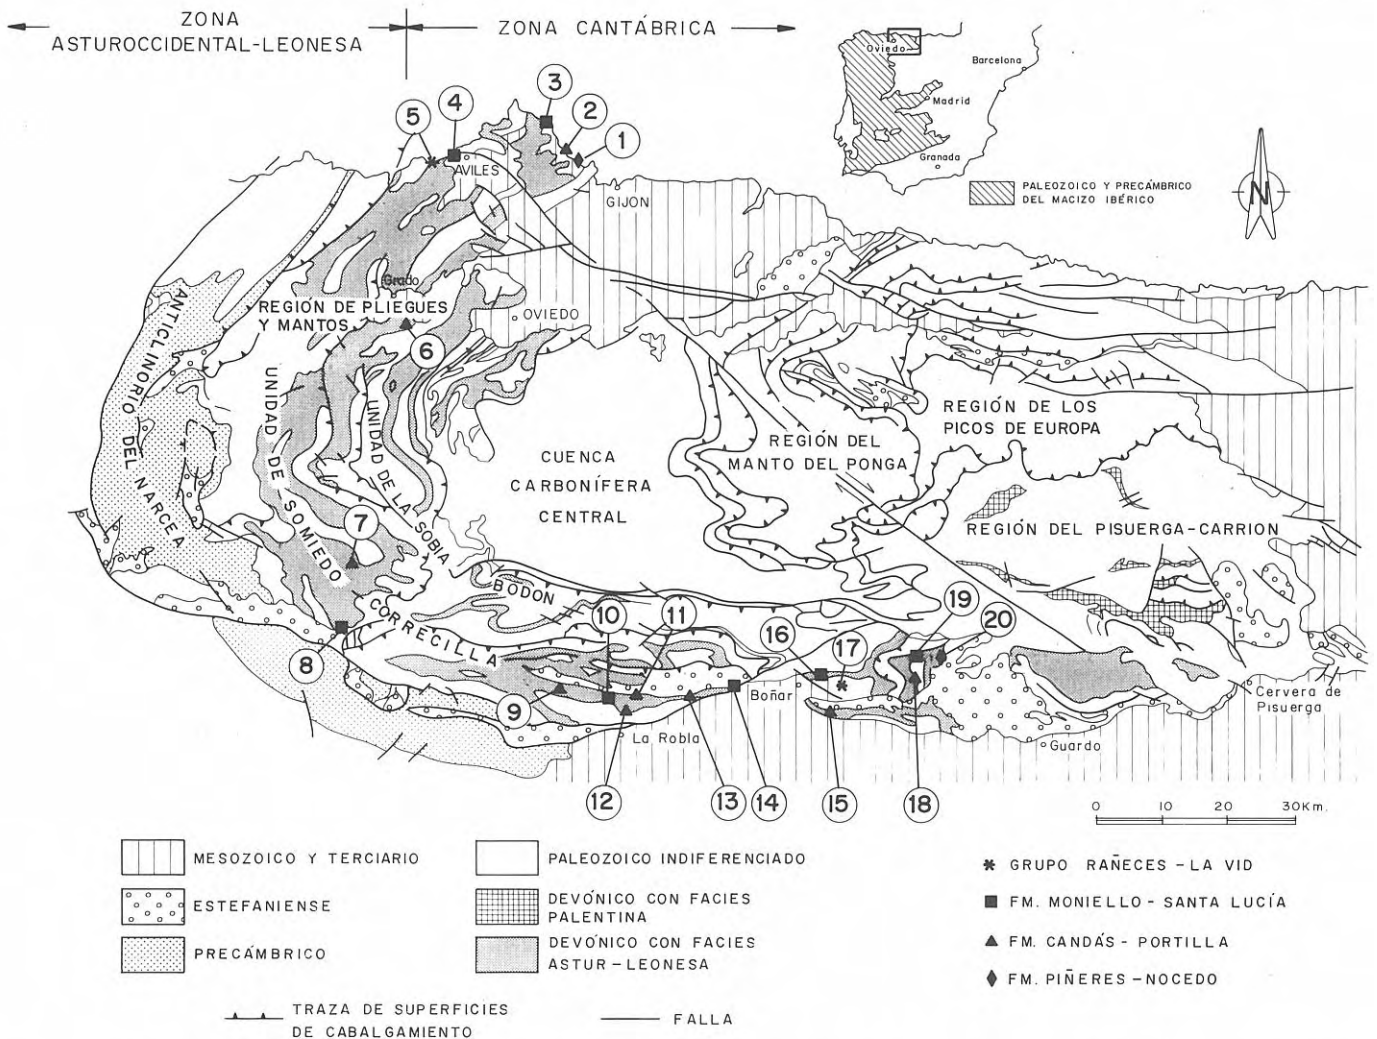 ZONA
ASTUROCCIDENTAL-LEONESA
ZONA CANTÁBRICA
Oviedo
Barcelona
Madrid
Granada
PALEOZOICO Y PRECÁMBRICO
DEL MACIZO IBÉRICO
N
5
4
3
2
1
AVILES
GIJON
Grado
REGIÓN DE PLIEGUES
Y MANTOS
OVIEDO
6
ANTICLINORIO DEL NARCEA
UNIDAD DE SOMIEDO
UNIDAD DE LA SOBIA
CUENCA
CARBONÍFERA
CENTRAL
REGIÓN DEL
MANTO DEL PONGA
REGIÓN DE LOS
PICOS DE EUROPA
REGIÓN DEL PISUERGA-CARRION
7
BODON
CORRECILLA
8
10
11
16
17
19
20
9
Boñar
La Robla
Guardo
Cervera de
Pisuerga
12
13
14
15
18
0 10 20 30Km.
MESOZOICO Y TERCIARIO
ESTEFANIENSE
PRECÁMBRICO
PALEOZOICO INDIFERENCIADO
DEVÓNICO CON FACIES
PALENTINA
DEVÓNICO CON FACIES
ASTUR-LEONESA
GRUPO RAÑECES-LA VID
FM. MONIELLO-SANTA LUCÍA
FM. CANDÁS-PORTILLA
FM. PIÑERES-NOCEDO
TRAZA DE SUPERFICIES
DE CABALGAMIENTO
FALLA